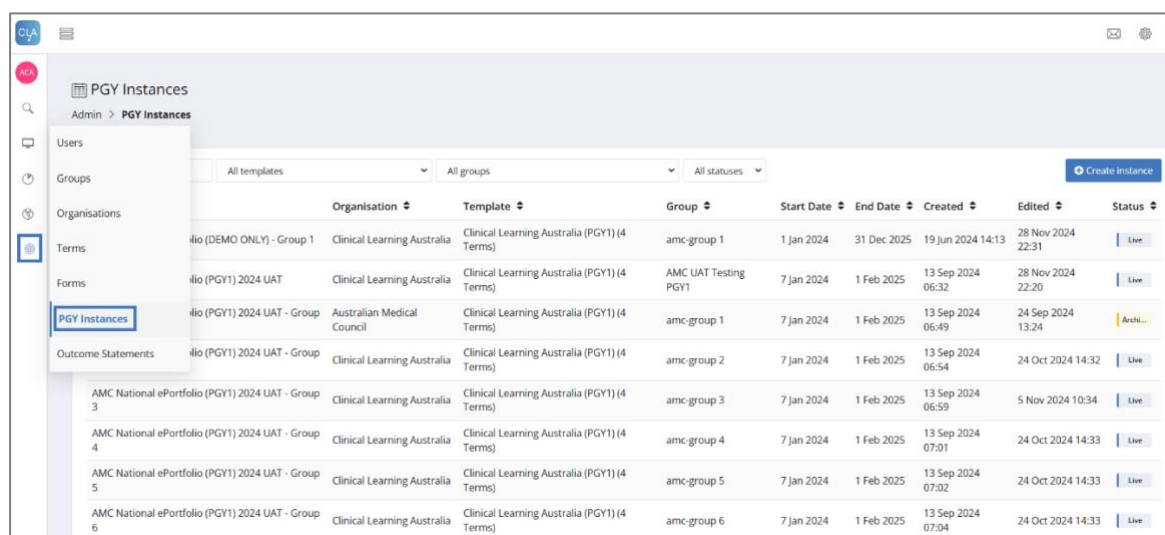 CLA
ACA
PGY Instances
Admin > PGY Instances
Users
Groups
Organisations
Terms
Forms
PGY Instances
Outcome Statements
All templates
All groups
All statuses
Create instance
Organisation Template Group Start Date End Date Created Edited Status
lio (DEMO ONLY) - Group 1 Clinical Learning Australia Clinical Learning Australia (PGY1) (4 amc-group 1 1 Jan 2024 31 Dec 2025 19 Jun 2024 14:13 28 Nov 2024 Live
Terms) 22:31
lio (PGY1) 2024 UAT Clinical Learning Australia Clinical Learning Australia (PGY1) (4 AMC UAT Testing 7 Jan 2024 1 Feb 2025 13 Sep 2024 28 Nov 2024 Live
Terms) PGY1 06:32 22:20
lio (PGY1) 2024 UAT - Group Australian Medical Clinical Learning Australia (PGY1) (4 amc-group 1 7 Jan 2024 1 Feb 2025 13 Sep 2024 24 Sep 2024 Archi...
Council Terms) 06:49 13:24
lio (PGY1) 2024 UAT - Group Clinical Learning Australia Clinical Learning Australia (PGY1) (4 amc-group 2 7 Jan 2024 1 Feb 2025 13 Sep 2024 24 Oct 2024 14:32 Live
Terms) 06:54
AMC National ePortfolio (PGY1) 2024 UAT - Group Clinical Learning Australia Clinical Learning Australia (PGY1) (4 amc-group 3 7 Jan 2024 1 Feb 2025 13 Sep 2024 5 Nov 2024 10:34 Live
3 Terms) 06:59
AMC National ePortfolio (PGY1) 2024 UAT - Group Clinical Learning Australia Clinical Learning Australia (PGY1) (4 amc-group 4 7 Jan 2024 1 Feb 2025 13 Sep 2024 24 Oct 2024 14:33 Live
4 Terms) 07:01
AMC National ePortfolio (PGY1) 2024 UAT - Group Clinical Learning Australia Clinical Learning Australia (PGY1) (4 amc-group 5 7 Jan 2024 1 Feb 2025 13 Sep 2024 24 Oct 2024 14:33 Live
5 Terms) 07:02
AMC National ePortfolio (PGY1) 2024 UAT - Group Clinical Learning Australia Clinical Learning Australia (PGY1) (4 amc-group 6 7 Jan 2024 1 Feb 2025 13 Sep 2024 24 Oct 2024 14:33 Live
6 Terms) 07:04